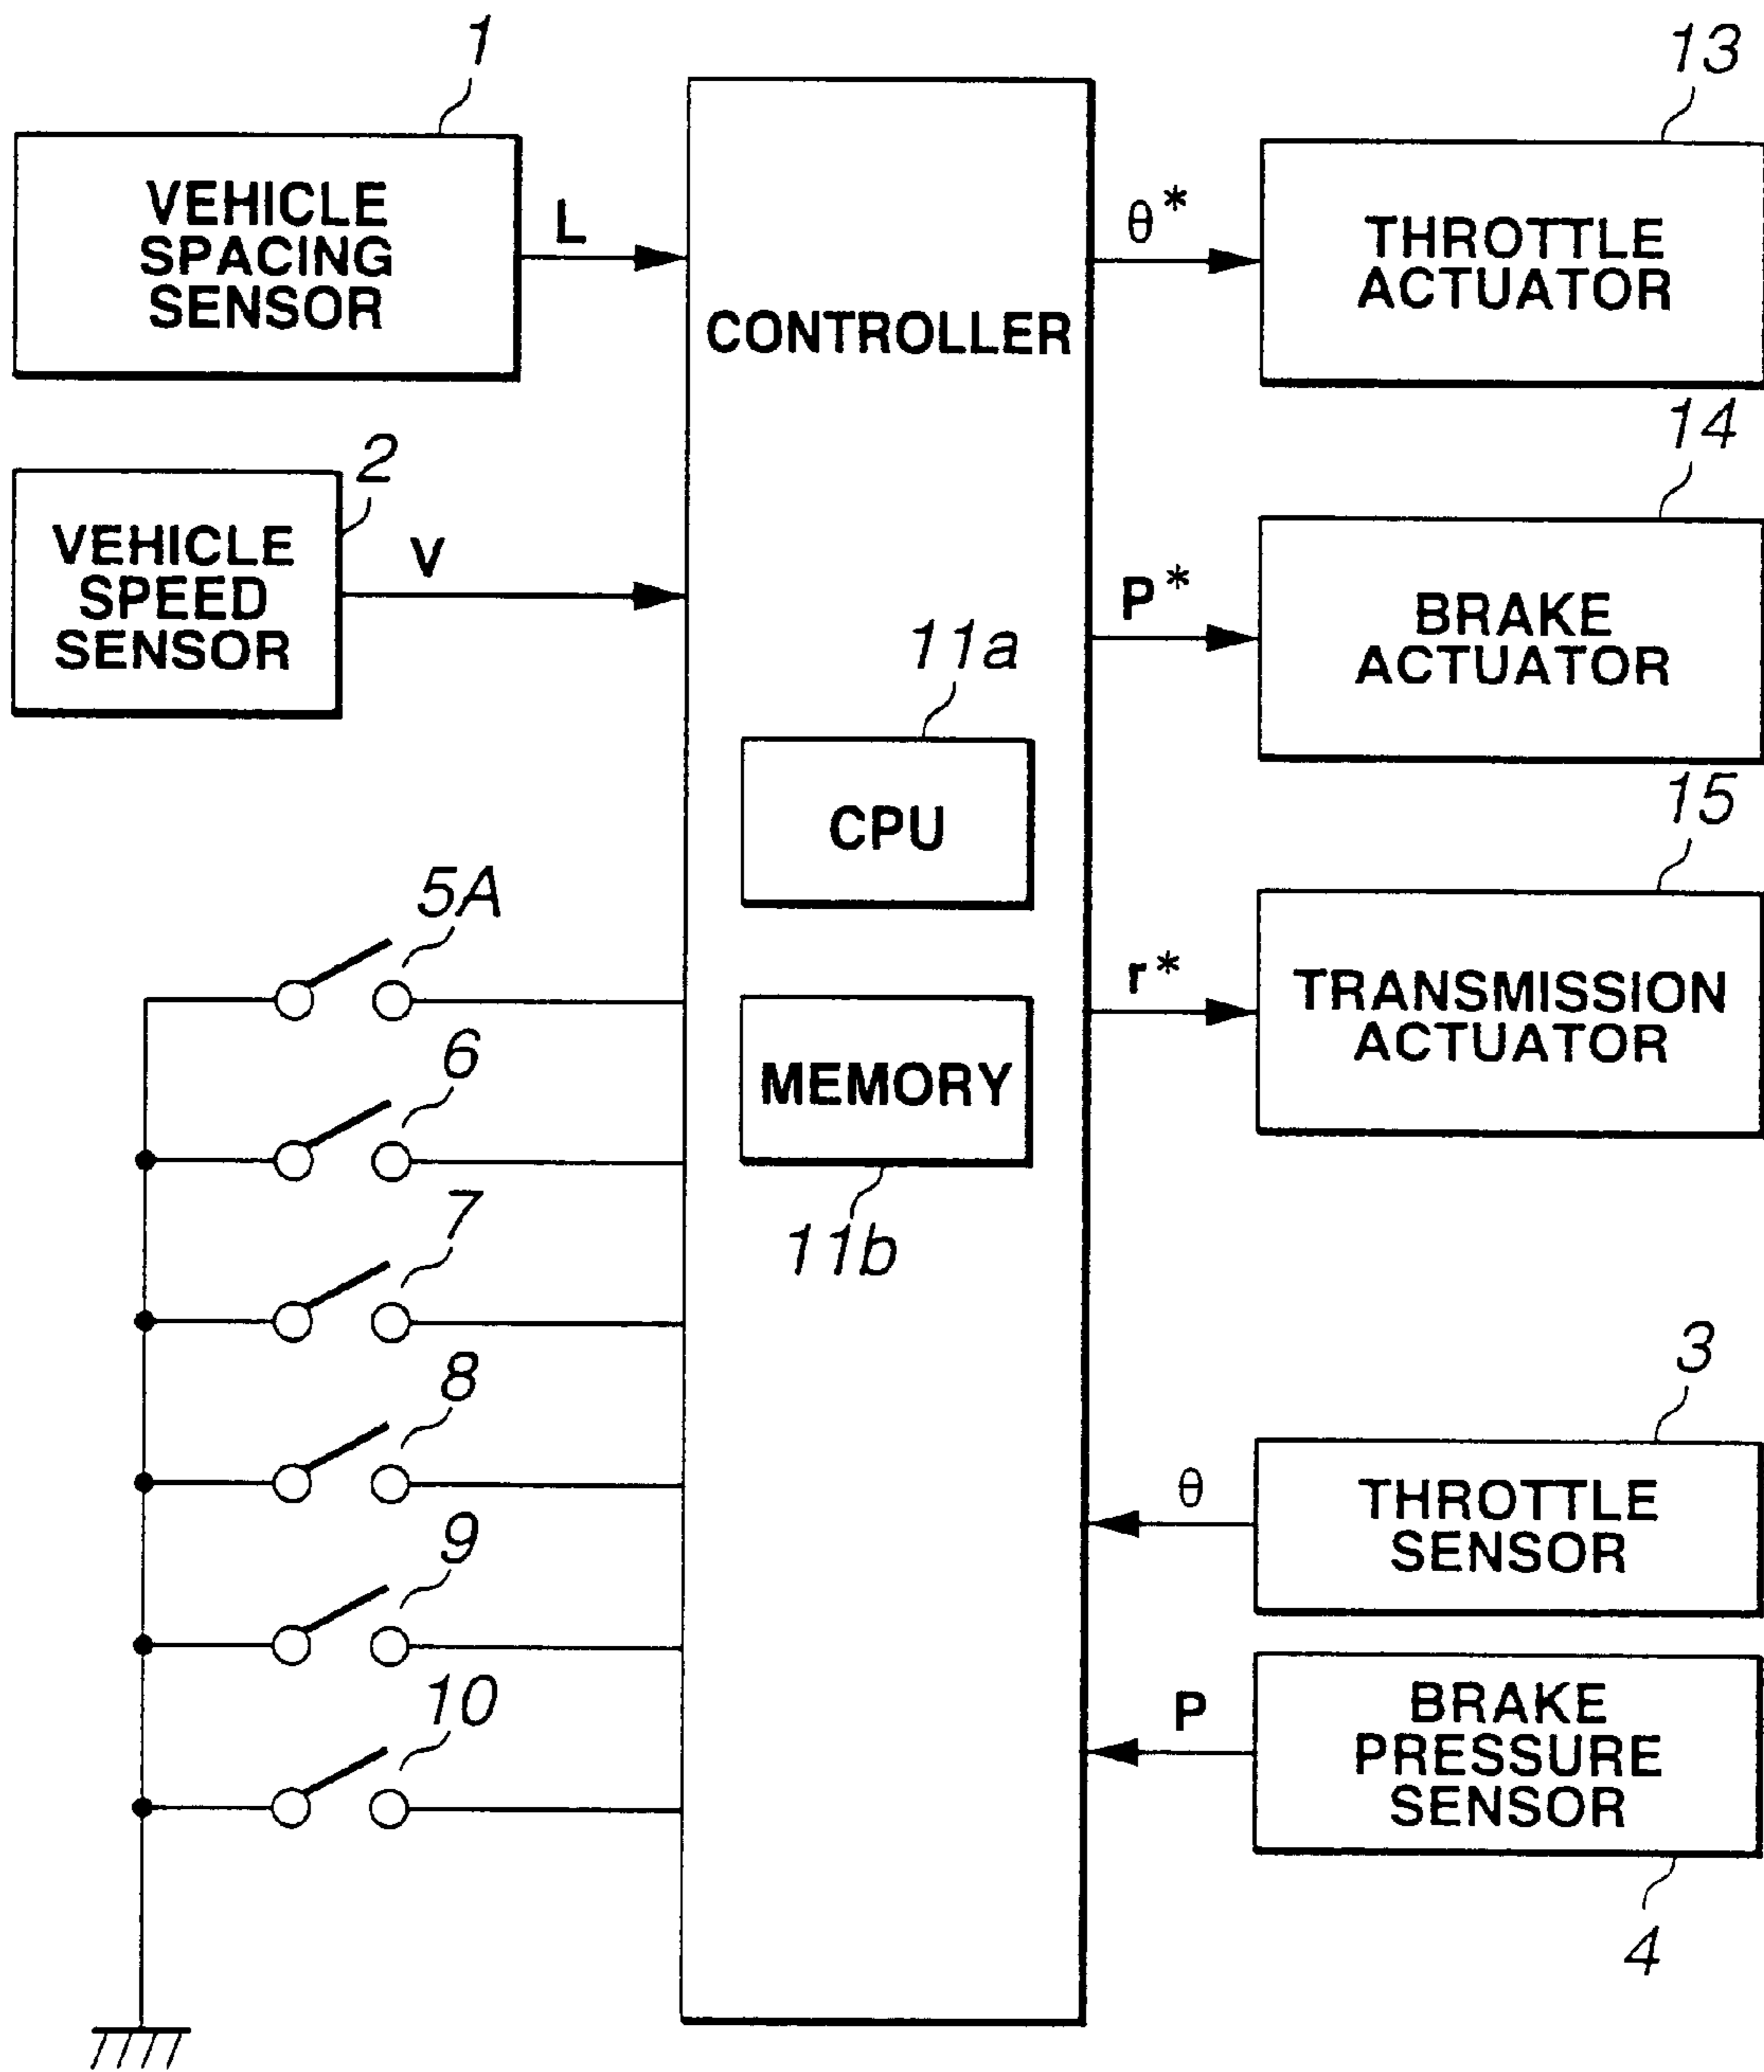 1
VEHICLE
SPACING
SENSOR
L
2
VEHICLE
SPEED
SENSOR
V
5A
6
7
8
9
10
CONTROLLER
11a
CPU
MEMORY
11b
13
θ*
THROTTLE
ACTUATOR
14
P*
BRAKE
ACTUATOR
15
r*
TRANSMISSION
ACTUATOR
3
θ
THROTTLE
SENSOR
P
BRAKE
PRESSURE
SENSOR
4